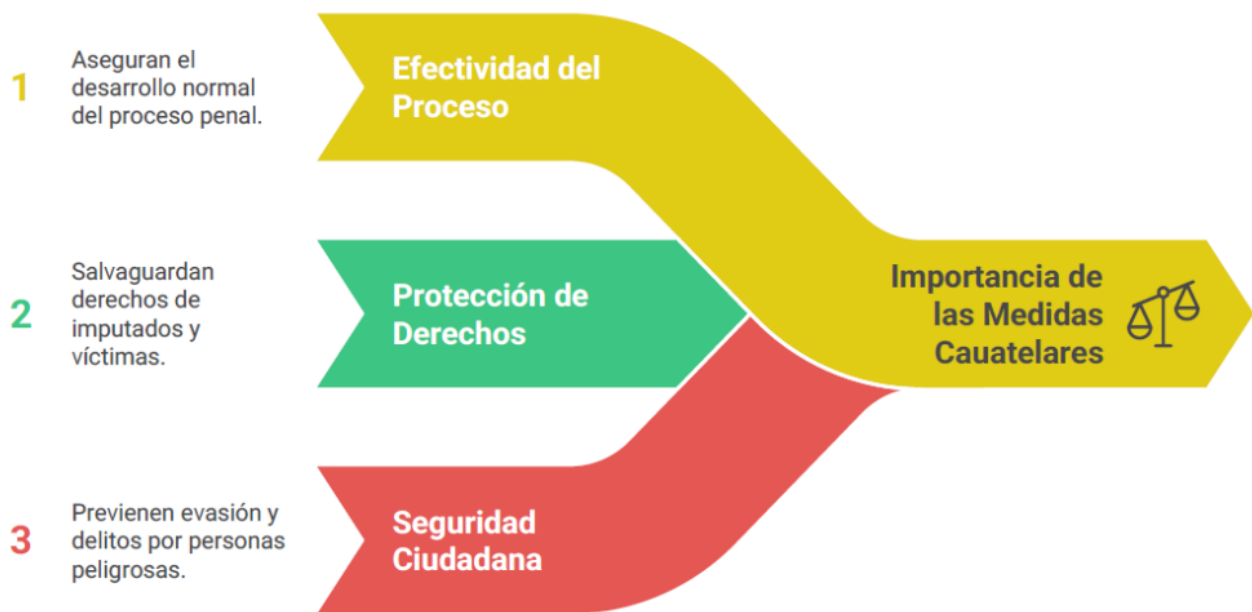 1
Aseguran el
desarrollo normal
del proceso penal.
Efectividad del
Proceso
2
Salvaguardan
derechos de
imputados y
víctimas.
Protección de
Derechos
Importancia de
las Medidas
Cauatelares
3
Previenen evasión y
delitos por personas
peligrosas.
Seguridad
Ciudadana